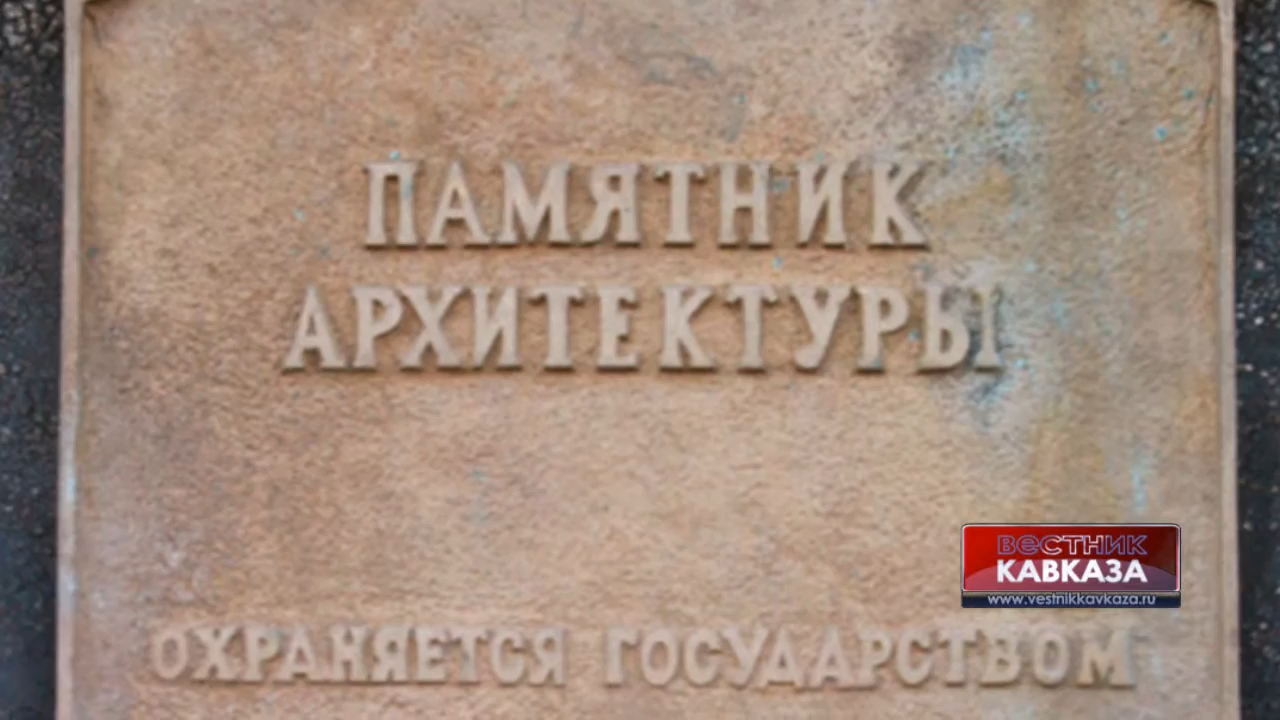 ПАМЯТНИК
АРХИТЕКТУРЫ
ВЕСТНИК
КАВКАЗА
www.vestnikkavkaza.ru
ОХРАНЯЕТСЯ ГОСУДАРСТВОМ